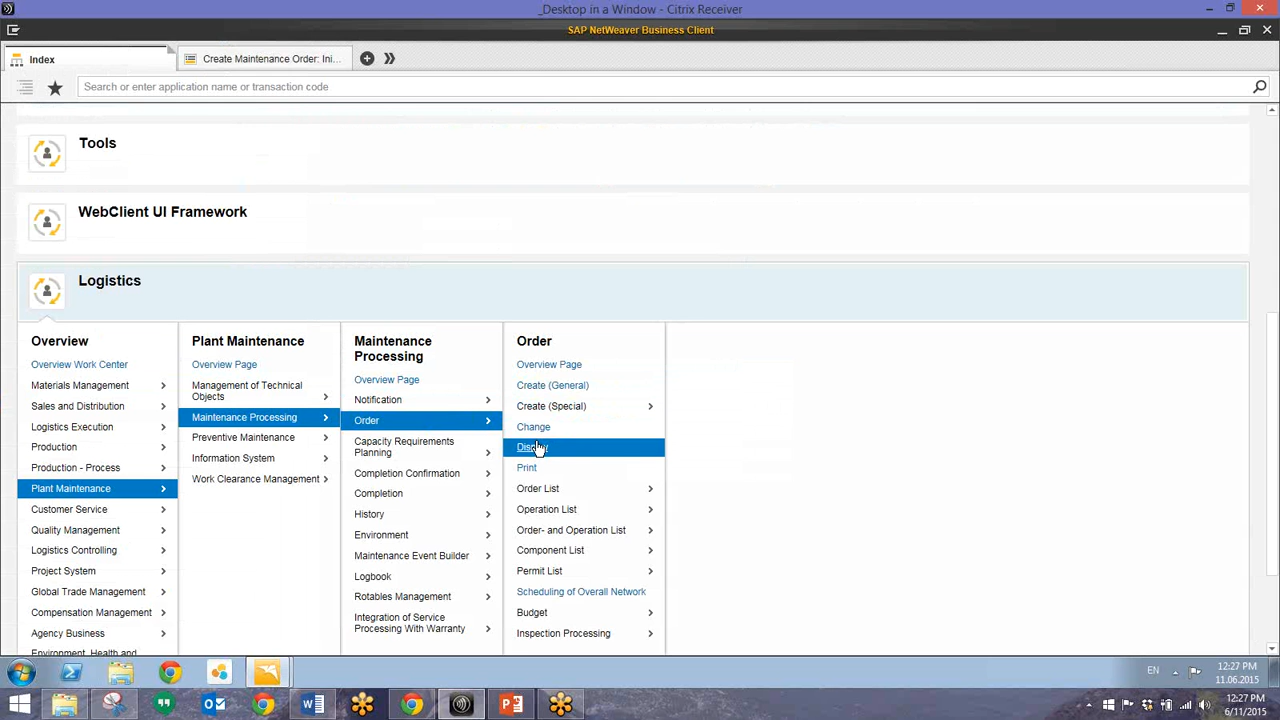 _Desktop in a Window - Citrix Receiver
SAP NetWeaver Business Client
Index
Create Maintenance Order: Ini...
Search or enter application name or transaction code
Tools
WebClient UI Framework
Logistics
Overview
Overview Work Center
Materials Management
Sales and Distribution
Logistics Execution
Production
Production - Process
Plant Maintenance
Customer Service
Quality Management
Logistics Controlling
Project System
Global Trade Management
Compensation Management
Agency Business
Environment, Health and
Plant Maintenance
Overview Page
Management of Technical
Objects
Maintenance Processing
Preventive Maintenance
Information System
Work Clearance Management
Maintenance
Processing
Overview Page
Notification
Order
Capacity Requirements
Planning
Completion Confirmation
Completion
History
Environment
Maintenance Event Builder
Logbook
Rotables Management
Integration of Service
Processing With Warranty
Order
Overview Page
Create (General)
Create (Special)
Change
Display
Print
Order List
Operation List
Order- and Operation List
Component List
Permit List
Scheduling of Overall Network
Budget
Inspection Processing
EN
12:27 PM
11.06.2015
12:27 PM
6/11/2015